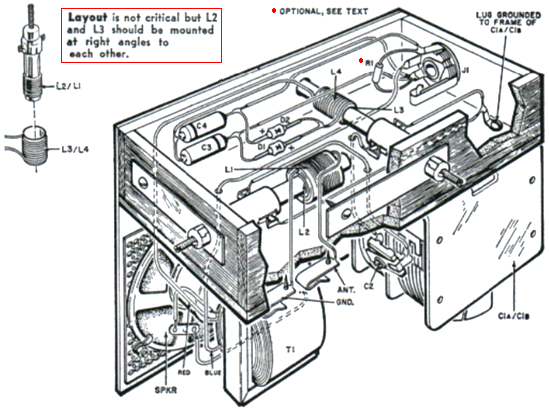 Layout is not critical but L2
and L3 should be mounted
at right angles to
each other.
L2/L1
L3/L4
• OPTIONAL, SEE TEXT
LUG GROUNDED
TO FRAME OF
C1A/C1B
• R1
J1
L4
L3
C4
C3
D2
D1
+
+
L1
L2
ANT.
GND.
C2
C1A/C1B
T1
RED
BLUE
SPKR